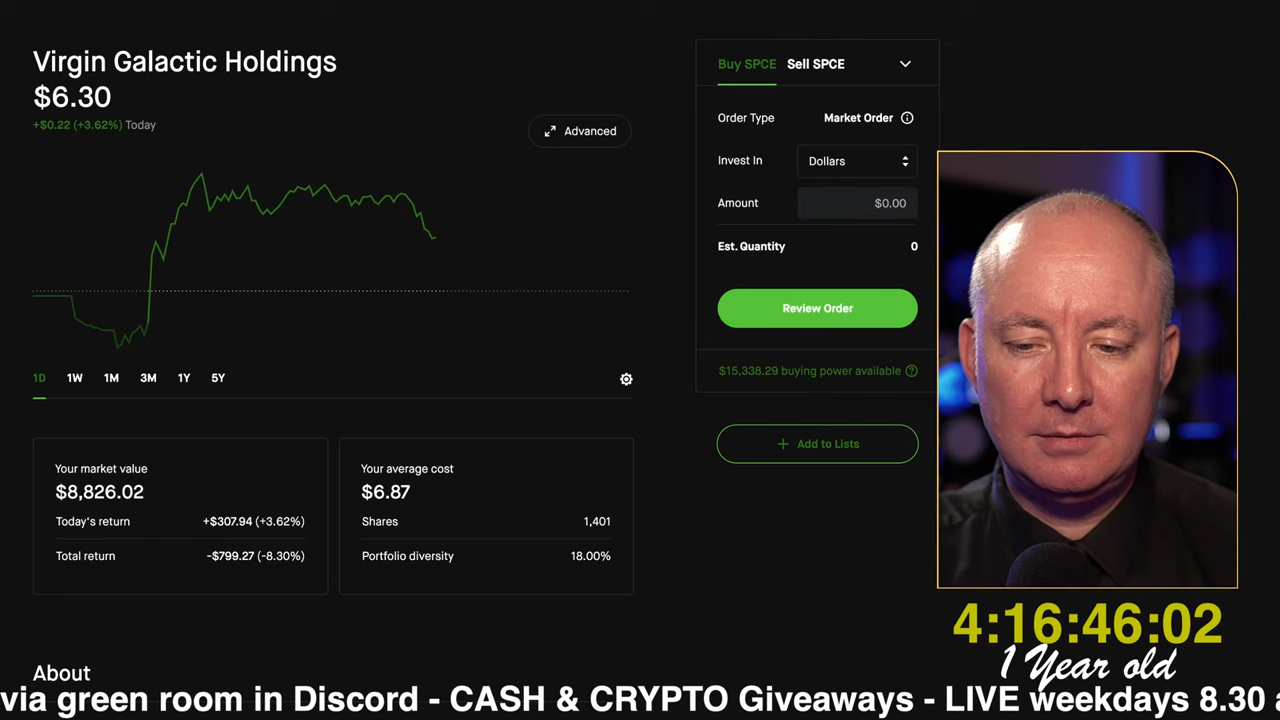 Virgin Galactic Holdings
$6.30
+$0.22 (+3.62%) Today
Advanced
1D 1W 1M 3M 1Y 5Y
Your market value
$8,826.02
Today's return +$307.94 (+3.62%)
Total return -$799.27 (-8.30%)
Your average cost
$6.87
Shares 1,401
Portfolio diversity 18.00%
About
Buy SPCE Sell SPCE
Order Type Market Order
Invest In Dollars
Amount $0.00
Est. Quantity 0
Review Order
$15,338.29 buying power available
Add to Lists
4:16:46:02
1 Year old
via green room in Discord - CASH & CRYPTO Giveaways - LIVE weekdays 8.30